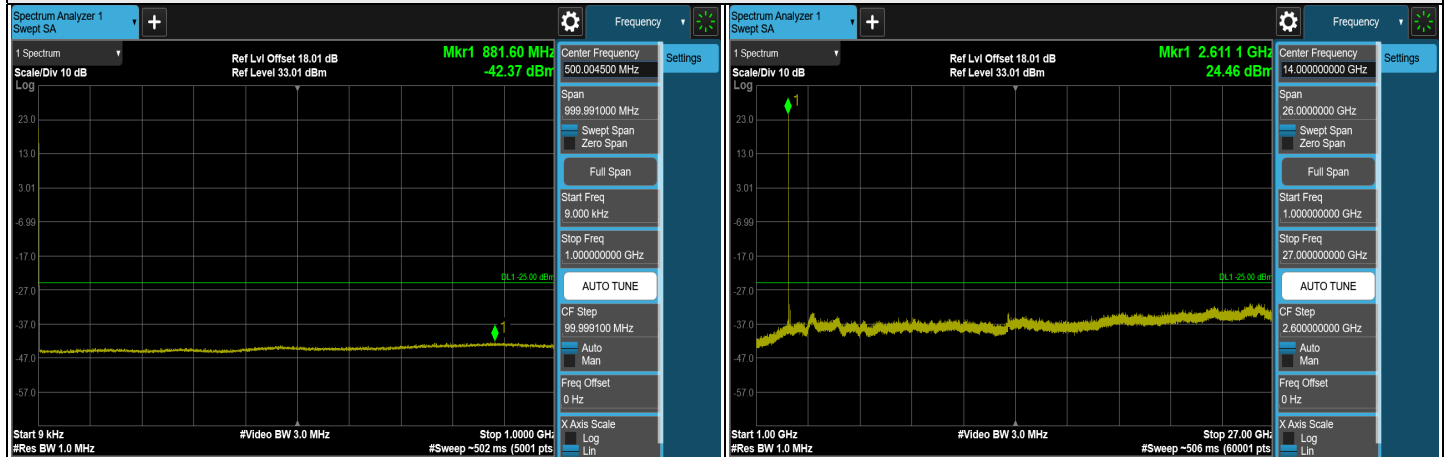 Spectrum Analyzer 1
Swept SA
+
Frequency
1 Spectrum
Scale/Div 10 dB
Log
Ref Lvl Offset 18.01 dB
Ref Level 33.01 dBm
Mkr1 881.60 MHz
-42.37 dBm
23.0
13.0
3.01
-6.99
-17.0
-27.0
-37.0
-47.0
-57.0
DL1 -25.00 dBm
1
Start 9 kHz
#Res BW 1.0 MHz
#Video BW 3.0 MHz
Stop 1.0000 GHz
#Sweep ~502 ms (5001 pts
Center Frequency
500.004500 MHz
Settings
Span
999.991000 MHz
Swept Span
Zero Span
Full Span
Start Freq
9.000 kHz
Stop Freq
1.000000000 GHz
AUTO TUNE
CF Step
99.999100 MHz
Auto
Man
Freq Offset
0 Hz
X Axis Scale
Log
Lin
Spectrum Analyzer 1
Swept SA
+
Frequency
1 Spectrum
Scale/Div 10 dB
Log
Ref Lvl Offset 18.01 dB
Ref Level 33.01 dBm
Mkr1 2.611 1 GHz
24.46 dBm
23.0
13.0
3.01
-6.99
-17.0
-27.0
-37.0
-47.0
-57.0
DL1 -25.00 dBm
1
Start 1.00 GHz
#Res BW 1.0 MHz
#Video BW 3.0 MHz
Stop 27.00 GHz
#Sweep ~506 ms (60001 pts
Center Frequency
14.000000000 GHz
Settings
Span
26.0000000 GHz
Swept Span
Zero Span
Full Span
Start Freq
1.000000000 GHz
Stop Freq
27.000000000 GHz
AUTO TUNE
CF Step
2.600000000 GHz
Auto
Man
Freq Offset
0 Hz
X Axis Scale
Log
Lin